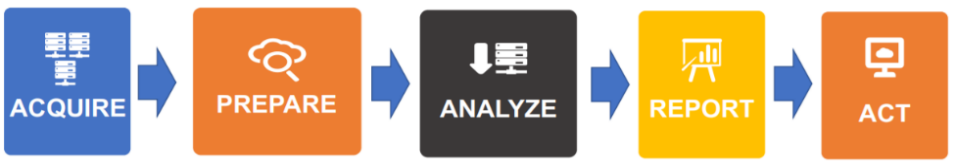 ACQUIRE
PREPARE
ANALYZE
REPORT
ACT